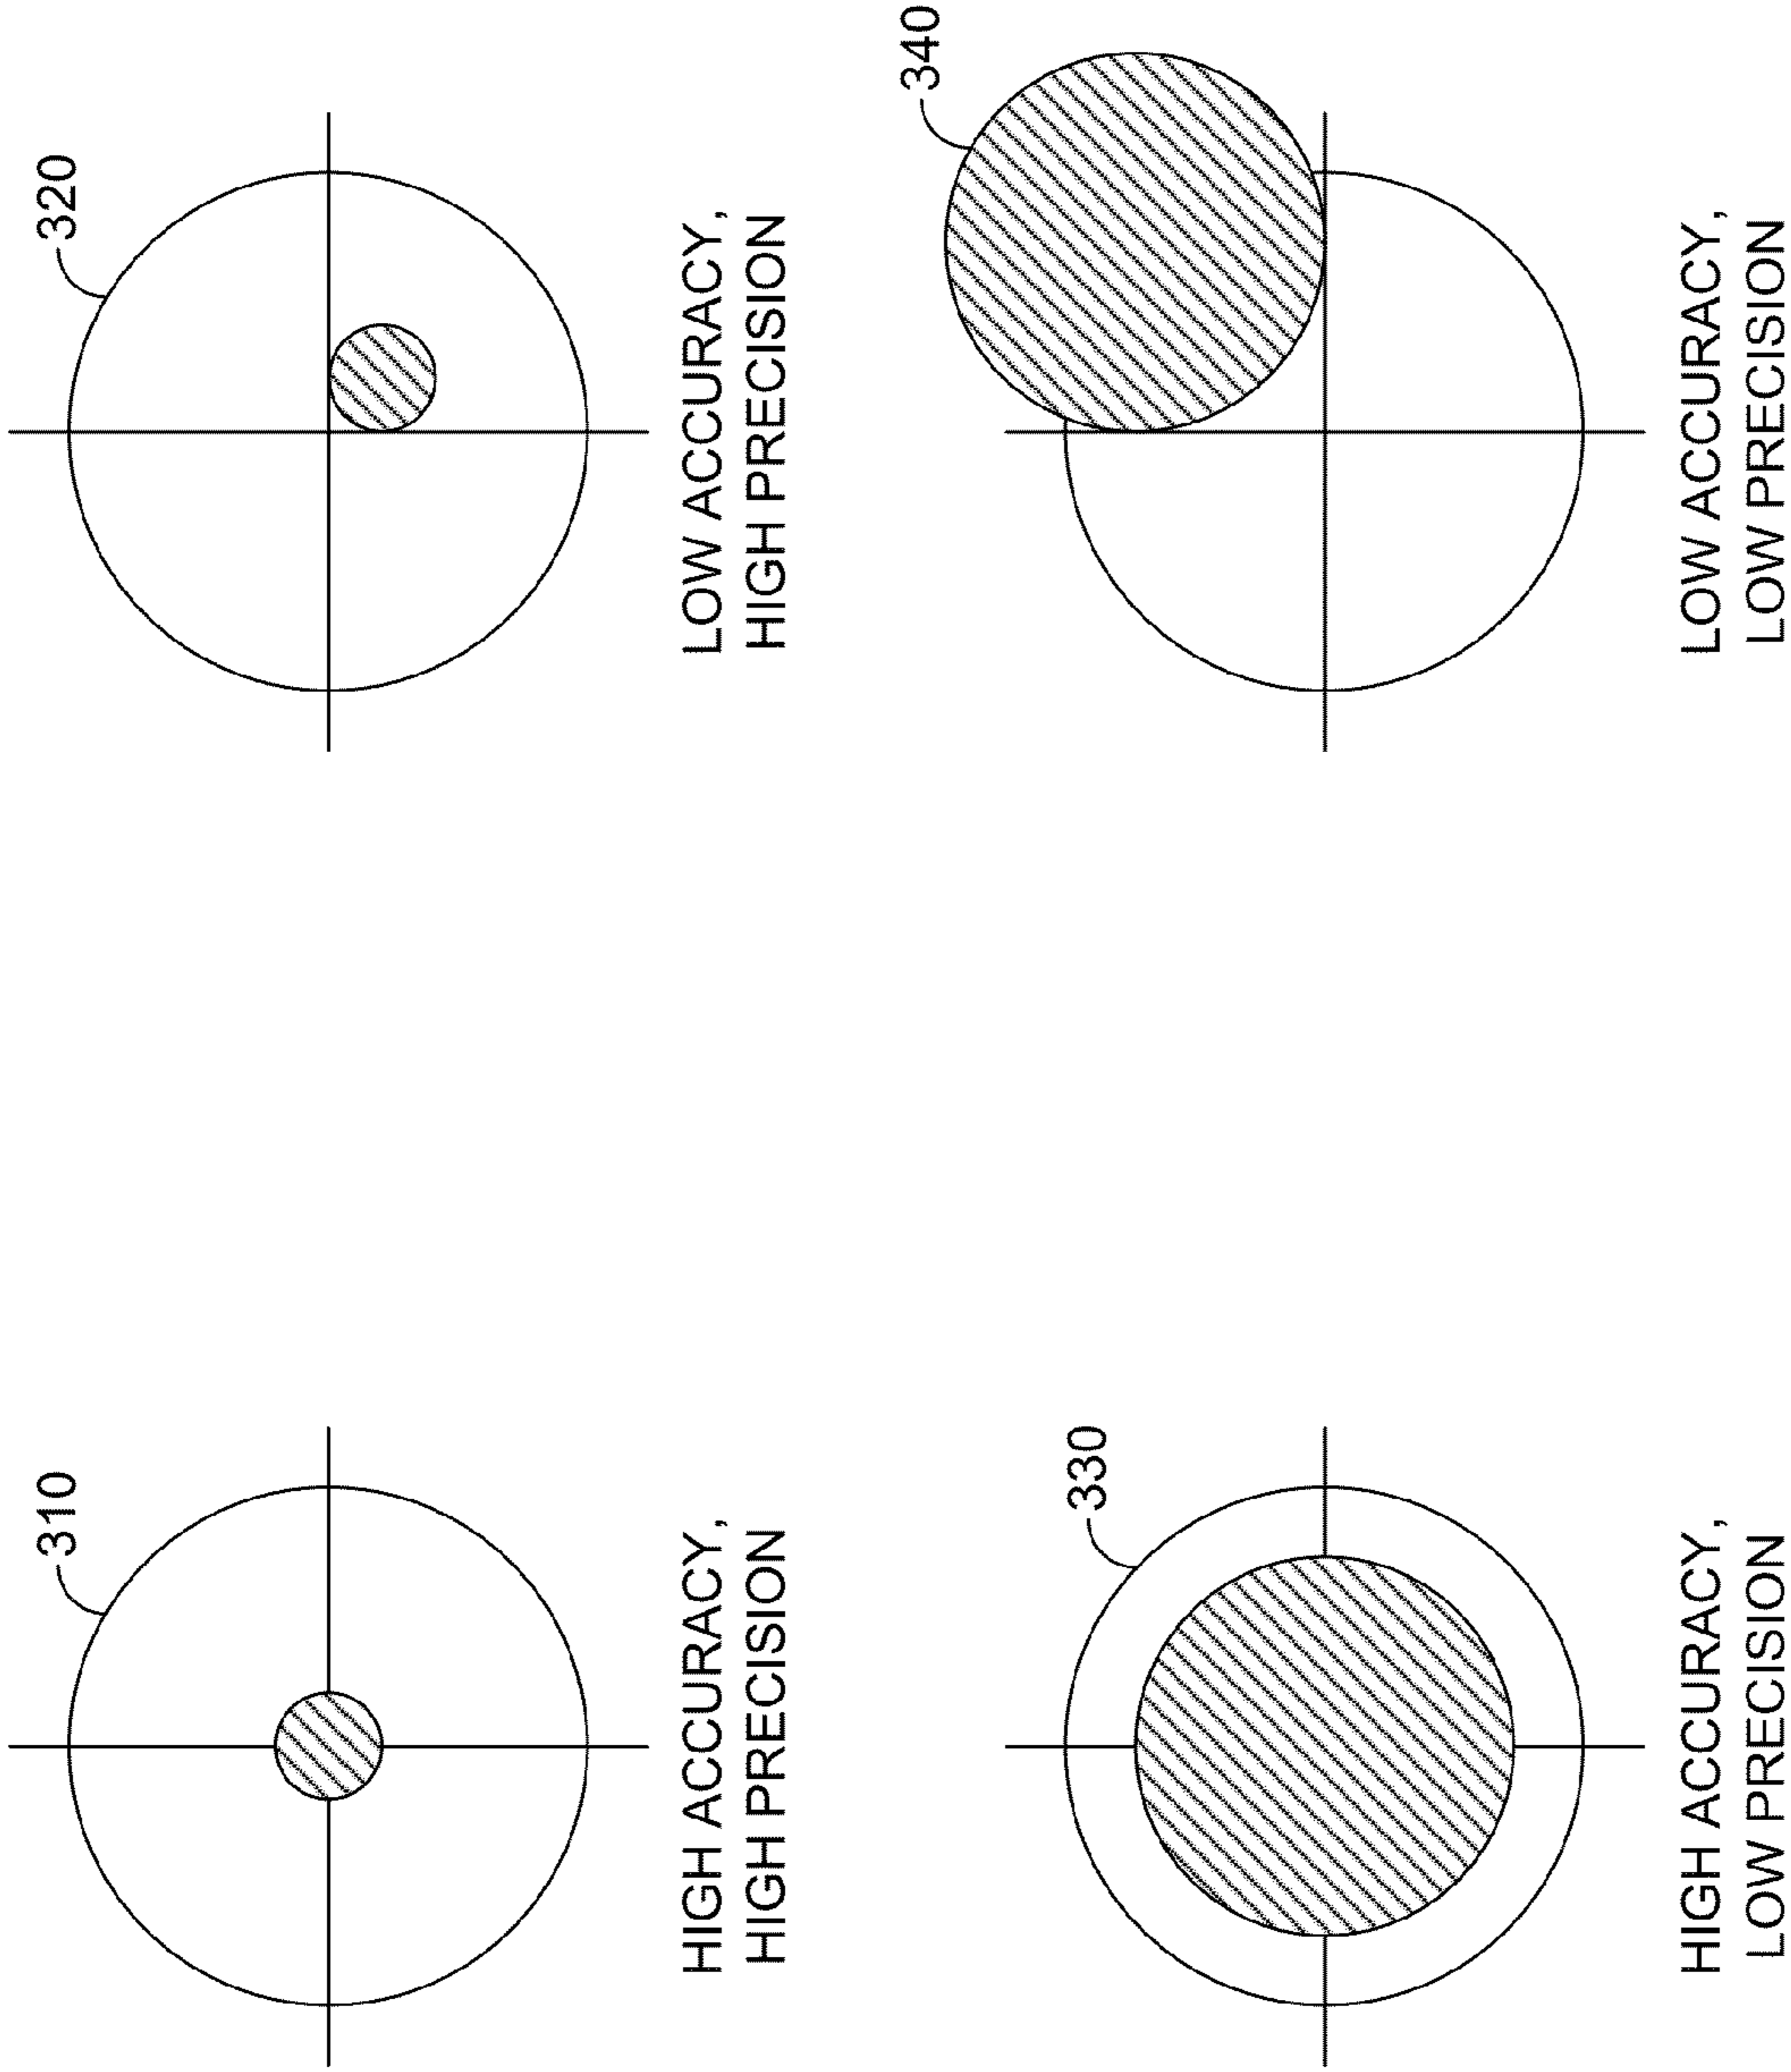 310
HIGH ACCURACY,
HIGH PRECISION
320
LOW ACCURACY,
HIGH PRECISION
330
HIGH ACCURACY,
LOW PRECISION
340
LOW ACCURACY,
LOW PRECISION